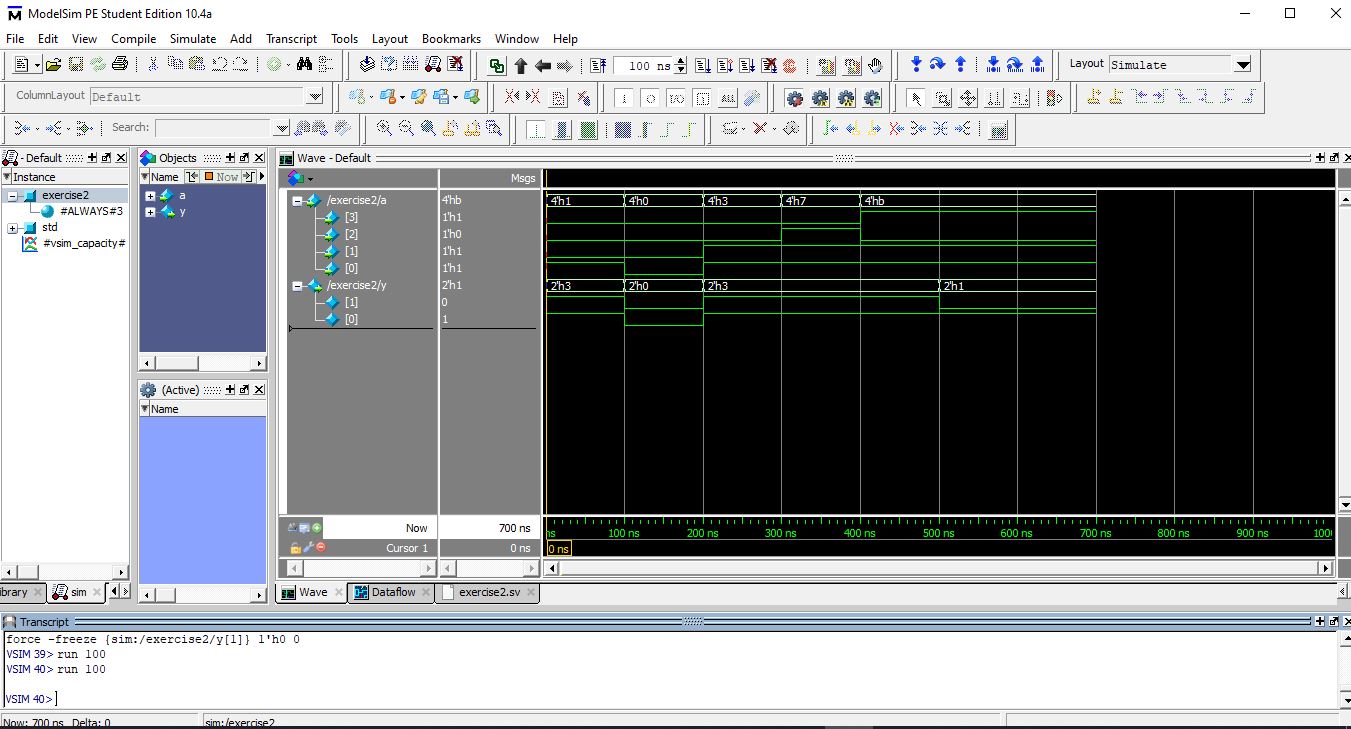 ModelSim PE Student Edition 10.4a
File Edit View Compile Simulate Add Transcript Tools Layout Bookmarks Window Help
100 ns
Layout Simulate
ColumnLayout Default
Search:
- Default
Instance
exercise2
#ALWAYS#3
std
#vsim_capacity#
Objects
Name Now
a
y
(Active)
Name
Wave - Default
Msgs
/exercise2/a 4'hb 4'h1 4'h0 4'h3 4'h7 4'hb
[3] 1'h1
[2] 1'h0
[1] 1'h1
[0] 1'h1
/exercise2/y 2'h1 2'h3 2'h0 2'h3 2'h1
[1] 0
[0] 1
Now 700 ns
ns 100 ns 200 ns 300 ns 400 ns 500 ns 600 ns 700 ns 800 ns 900 ns 1000
Cursor 1 0 ns 0 ns
ibrary sim
Wave Dataflow exercise2.sv
Transcript
force -freeze {sim:/exercise2/y[1]} 1'h0 0
VSIM 39> run 100
VSIM 40> run 100
VSIM 40>
Now: 700 ns Delta: 0 sim:/exercise2